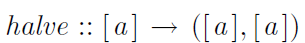 halve :: [a] → ([a],[a])